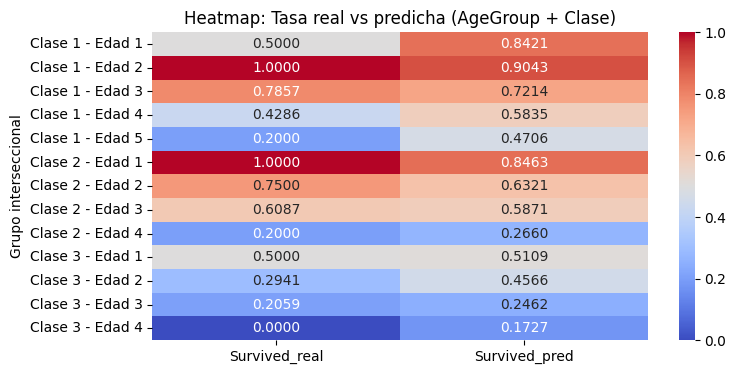 Heatmap: Tasa real vs predicha (AgeGroup + Clase)
Grupo interseccional
Clase 1 - Edad 1 0.5000 0.8421
Clase 1 - Edad 2 1.0000 0.9043
Clase 1 - Edad 3 0.7857 0.7214
Clase 1 - Edad 4 0.4286 0.5835
Clase 1 - Edad 5 0.2000 0.4706
Clase 2 - Edad 1 1.0000 0.8463
Clase 2 - Edad 2 0.7500 0.6321
Clase 2 - Edad 3 0.6087 0.5871
Clase 2 - Edad 4 0.2000 0.2660
Clase 3 - Edad 1 0.5000 0.5109
Clase 3 - Edad 2 0.2941 0.4566
Clase 3 - Edad 3 0.2059 0.2462
Clase 3 - Edad 4 0.0000 0.1727
Survived_real Survived_pred
1.0
0.8
0.6
0.4
0.2
0.0